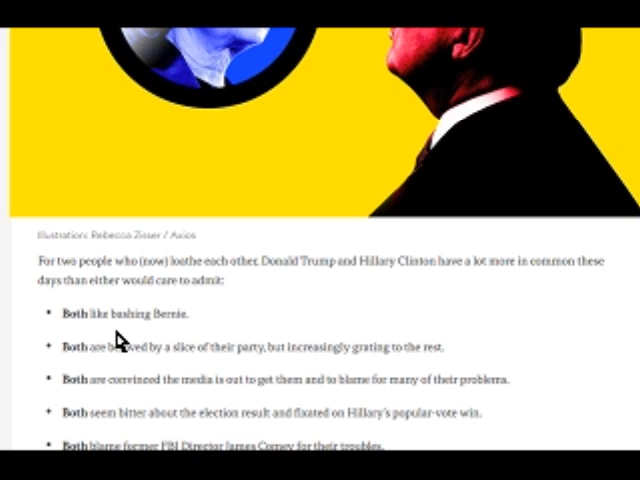 Illustration: Rebecca Zisser / Axios
For two people who (now) loathe each other, Donald Trump and Hillary Clinton have a lot more in common these
days than either would care to admit:
• Both like bashing Bernie.
• Both are beloved by a slice of their party, but increasingly grating to the rest.
• Both are convinced the media is out to get them and to blame for many of their problems.
• Both seem bitter about the election result and fixated on Hillary's popular-vote win.
• Both blame former FBI Director James Comey for their troubles.